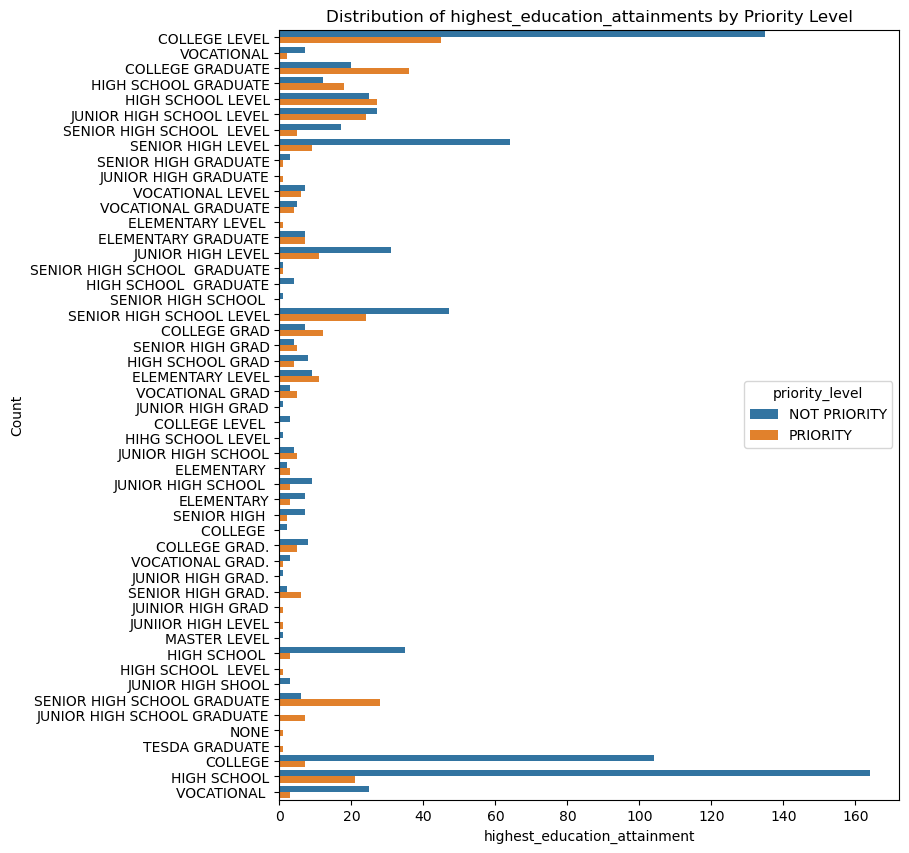 Distribution of highest_education_attainments by Priority Level
COLLEGE LEVEL
VOCATIONAL
COLLEGE GRADUATE
HIGH SCHOOL GRADUATE
HIGH SCHOOL LEVEL
JUNIOR HIGH SCHOOL LEVEL
SENIOR HIGH SCHOOL  LEVEL
SENIOR HIGH LEVEL
SENIOR HIGH GRADUATE
JUNIOR HIGH GRADUATE
VOCATIONAL LEVEL
VOCATIONAL GRADUATE
ELEMENTARY LEVEL
ELEMENTARY GRADUATE
JUNIOR HIGH LEVEL
SENIOR HIGH SCHOOL  GRADUATE
HIGH SCHOOL  GRADUATE
SENIOR HIGH SCHOOL
SENIOR HIGH SCHOOL LEVEL
COLLEGE GRAD
SENIOR HIGH GRAD
HIGH SCHOOL GRAD
ELEMENTARY LEVEL
VOCATIONAL GRAD
JUNIOR HIGH GRAD
COLLEGE LEVEL
HIHG SCHOOL LEVEL
JUNIOR HIGH SCHOOL
ELEMENTARY
JUNIOR HIGH SCHOOL
ELEMENTARY
SENIOR HIGH
COLLEGE
COLLEGE GRAD.
VOCATIONAL GRAD.
JUNIOR HIGH GRAD.
SENIOR HIGH GRAD.
JUINIOR HIGH GRAD
JUNIIOR HIGH LEVEL
MASTER LEVEL
HIGH SCHOOL
HIGH SCHOOL  LEVEL
JUNIOR HIGH SHOOL
SENIOR HIGH SCHOOL GRADUATE
JUNIOR HIGH SCHOOL GRADUATE
NONE
TESDA GRADUATE
COLLEGE
HIGH SCHOOL
VOCATIONAL
Count
priority_level
NOT PRIORITY
PRIORITY
0 20 40 60 80 100 120 140 160
highest_education_attainment